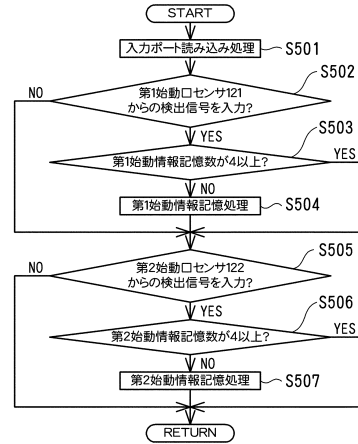 START
入力ポート読み込み処理
S501
S502
第1始動口センサ121
からの検出信号を入力?
NO
YES
S503
第1始動情報記憶数が4以上?
YES
NO
第1始動情報記憶処理
S504
S505
第2始動口センサ122
からの検出信号を入力?
NO
YES
S506
第2始動情報記憶数が4以上?
YES
NO
第2始動情報記憶処理
S507
RETURN